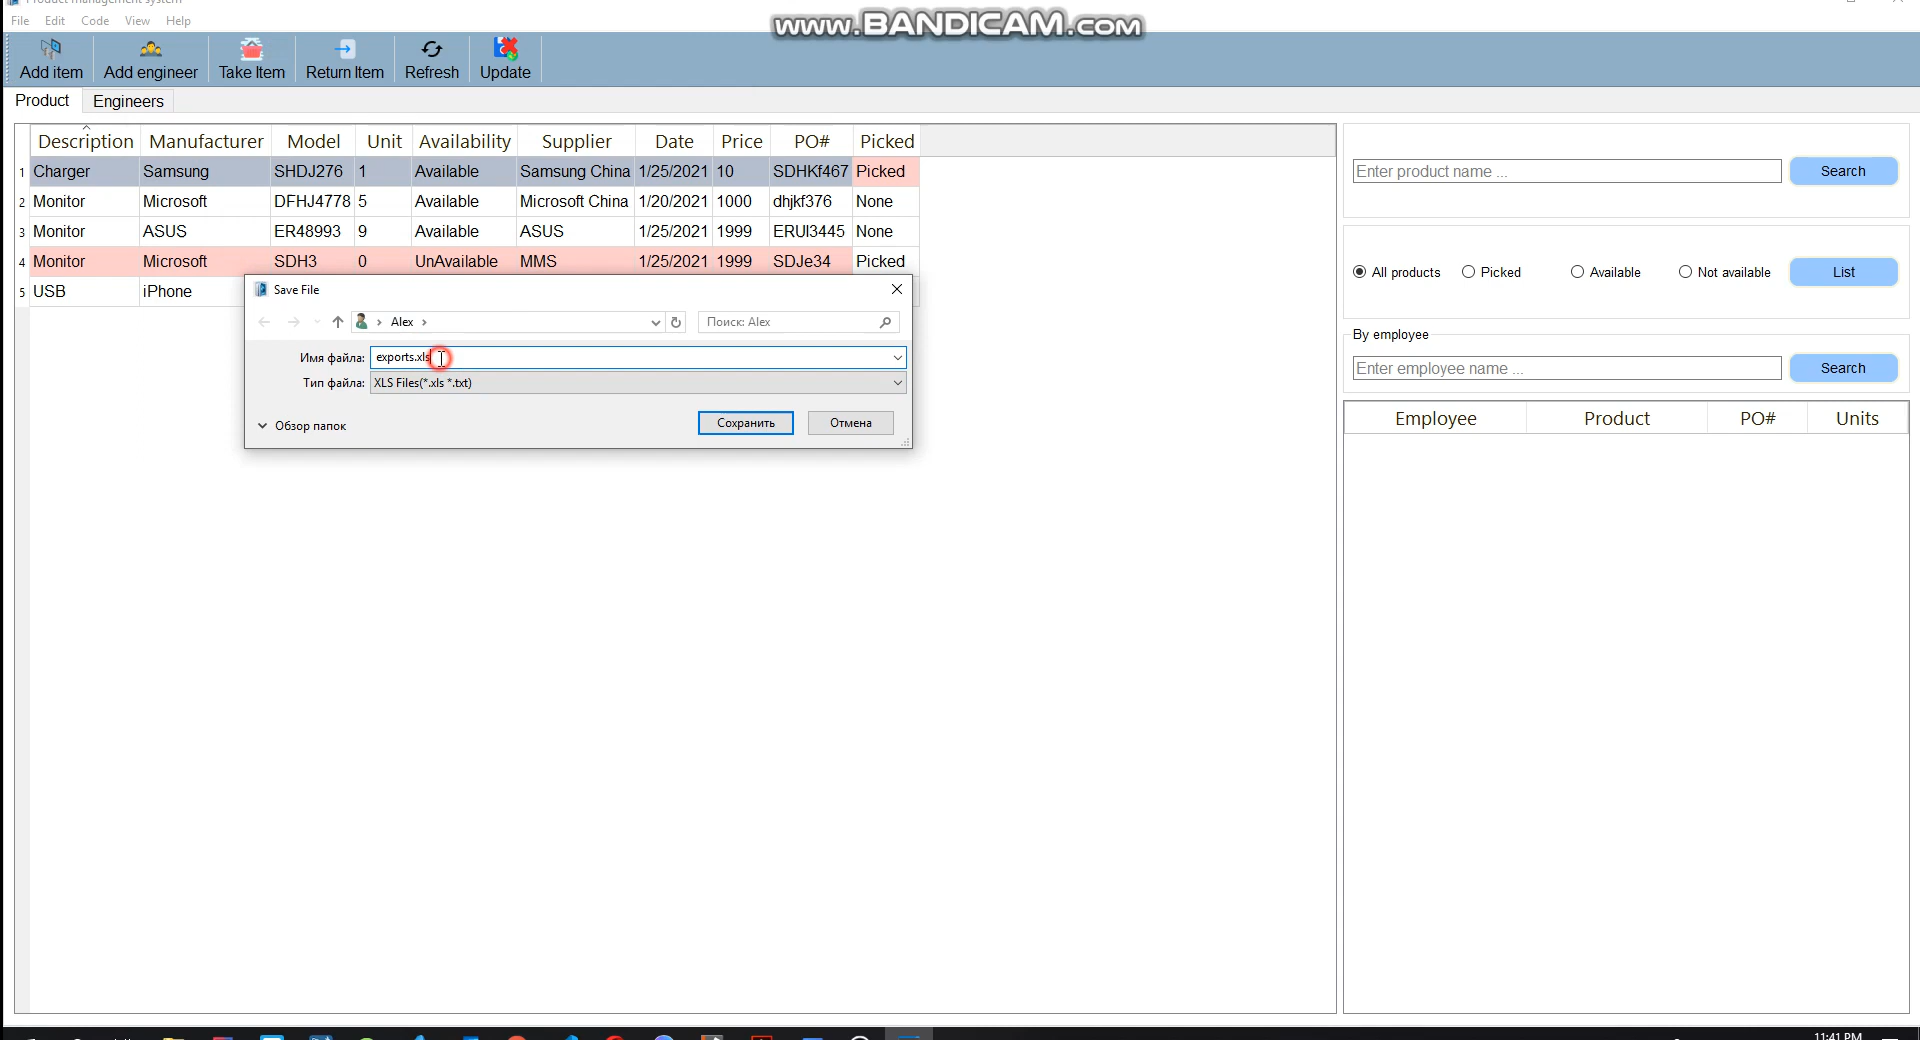 Product management system
File Edit Code View Help
www.BANDICAM.com
Add item Add engineer Take Item Return Item Refresh Update
Product Engineers
Description Manufacturer Model Unit Availability Supplier Date Price PO# Picked
1 Charger Samsung SHDJ276 1 Available Samsung China 1/25/2021 10 SDHKf467 Picked
2 Monitor Microsoft DFHJ4778 5 Available Microsoft China 1/20/2021 1000 dhjkf376 None
3 Monitor ASUS ER48993 9 Available ASUS 1/25/2021 1999 ERUI3445 None
4 Monitor Microsoft SDH3 0 UnAvailable MMS 1/25/2021 1999 SDJe34 Picked
5 USB iPhone
Save File
Alex
Поиск: Alex
Имя файла: exports.xls
Тип файла: XLS Files(*.xls *.txt)
Обзор папок
Сохранить Отмена
Enter product name ... Search
All products Picked Available Not available List
By employee
Enter employee name ... Search
Employee Product PO# Units
11:41 PM